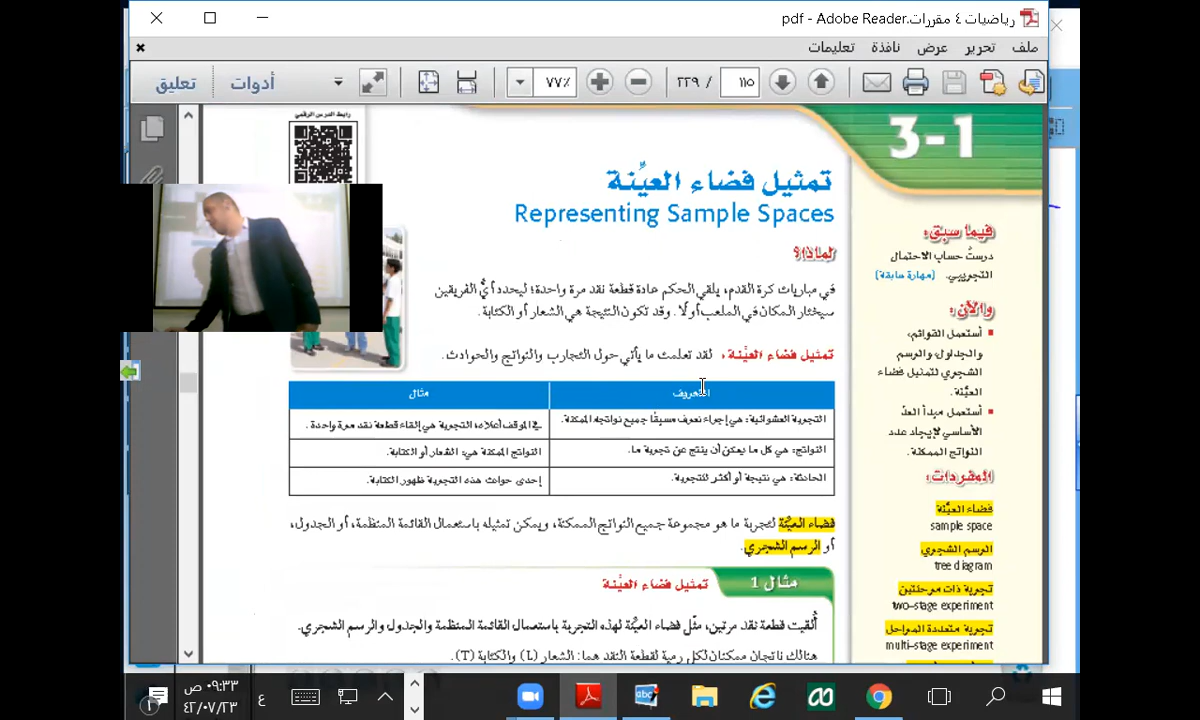 رياضيات ٤ مقررات.pdf - Adobe Reader
ملف تحرير عرض نافذة تعليمات
١١٥ / ٢٢٩ ٧٧٪ أدوات تعليق
3-1
رابط الدرس الرقمي
تمثيل فضاء العيِّنة
Representing Sample Spaces
فيما سبق:
درستُ حساب الاحتمال
التجريبي. (مهارة سابقة)
والآن:
أستعمل القوائم،
والجداول، والرسم
الشجري لتمثيل فضاء
العيِّنة.
أستعمل مبدأ العدّ
الأساسي لإيجاد عدد
النواتج الممكنة.
المفردات:
فضاء العيِّنة
sample space
الرسم الشجري
tree diagram
تجربة ذات مرحلتين
two-stage experiment
تجربة متعددة المراحل
multi-stage experiment
لماذا؟
في مباريات كرة القدم، يلقي الحكم عادة قطعة نقد مرة واحدة؛ ليحدد أيُّ الفريقين
سيختار المكان في الملعب أولًا. وقد تكون النتيجة هي الشعار أو الكتابة.
تمثيل فضاء العيِّنة: لقد تعلمت ما يأتي حول التجارب والنواتج والحوادث.
التعريف مثال
التجربة العشوائية: هي إجراء نعرف مسبقًا جميع نواتجه الممكنة. في الموقف أعلاه، التجربة هي إلقاء قطعة نقد مرة واحدة.
النواتج: هي كل ما يمكن أن ينتج عن تجربة ما. النواتج الممكنة هي: الشعار أو الكتابة.
الحادثة: هي نتيجة أو أكثر للتجربة. إحدى حوادث هذه التجربة ظهور الكتابة.
فضاء العيِّنة لتجربة ما هو مجموعة جميع النواتج الممكنة، ويمكن تمثيله باستعمال القائمة المنظمة، أو الجدول،
أو الرسم الشجري.
مثال 1 تمثيل فضاء العيِّنة
أُلقيت قطعة نقد مرتين، مثّل فضاء العيِّنة لهذه التجربة باستعمال القائمة المنظمة والجدول والرسم الشجري.
هنالك ناتجان ممكنان لكل رمية لقطعة النقد هما: الشعار (L) والكتابة (T).
٠٩:٣٣ ص
٤٢/٠٧/٢٣
ع